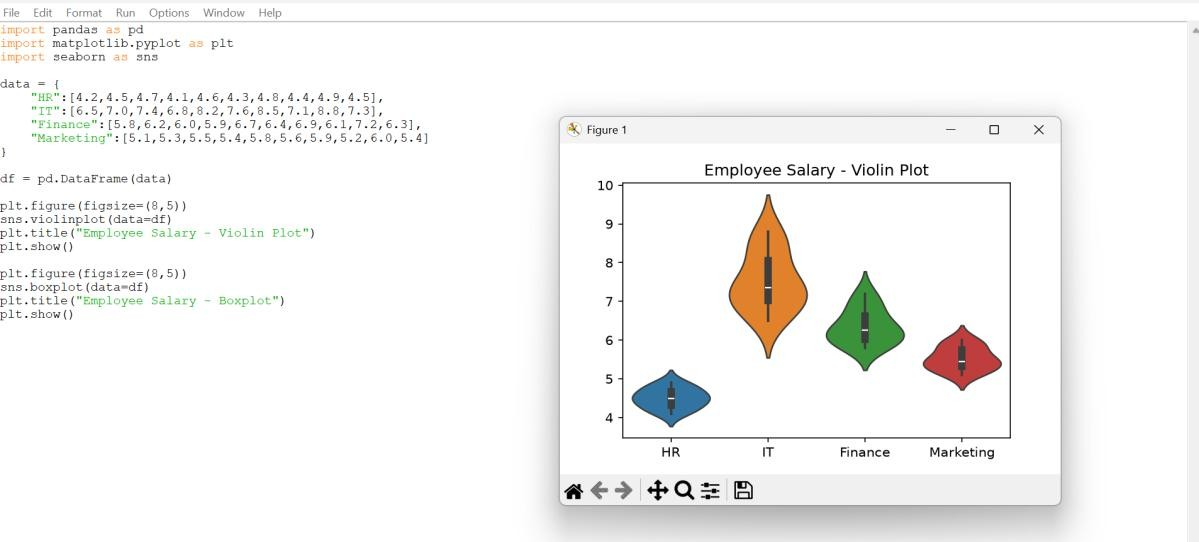 File Edit Format Run Options Window Help
import pandas as pd
import matplotlib.pyplot as plt
import seaborn as sns
data = {
    "HR":[4.2,4.5,4.7,4.1,4.6,4.3,4.8,4.4,4.9,4.5],
    "IT":[6.5,7.0,7.4,6.8,8.2,7.6,8.5,7.1,8.8,7.3],
    "Finance":[5.8,6.2,6.0,5.9,6.7,6.4,6.9,6.1,7.2,6.3],
    "Marketing":[5.1,5.3,5.5,5.4,5.8,5.6,5.9,5.2,6.0,5.4]
}
df = pd.DataFrame(data)
plt.figure(figsize=(8,5))
sns.violinplot(data=df)
plt.title("Employee Salary - Violin Plot")
plt.show()
plt.figure(figsize=(8,5))
sns.boxplot(data=df)
plt.title("Employee Salary - Boxplot")
plt.show()
Figure 1
Employee Salary - Violin Plot
10
9
8
7
6
5
4
HR IT Finance Marketing